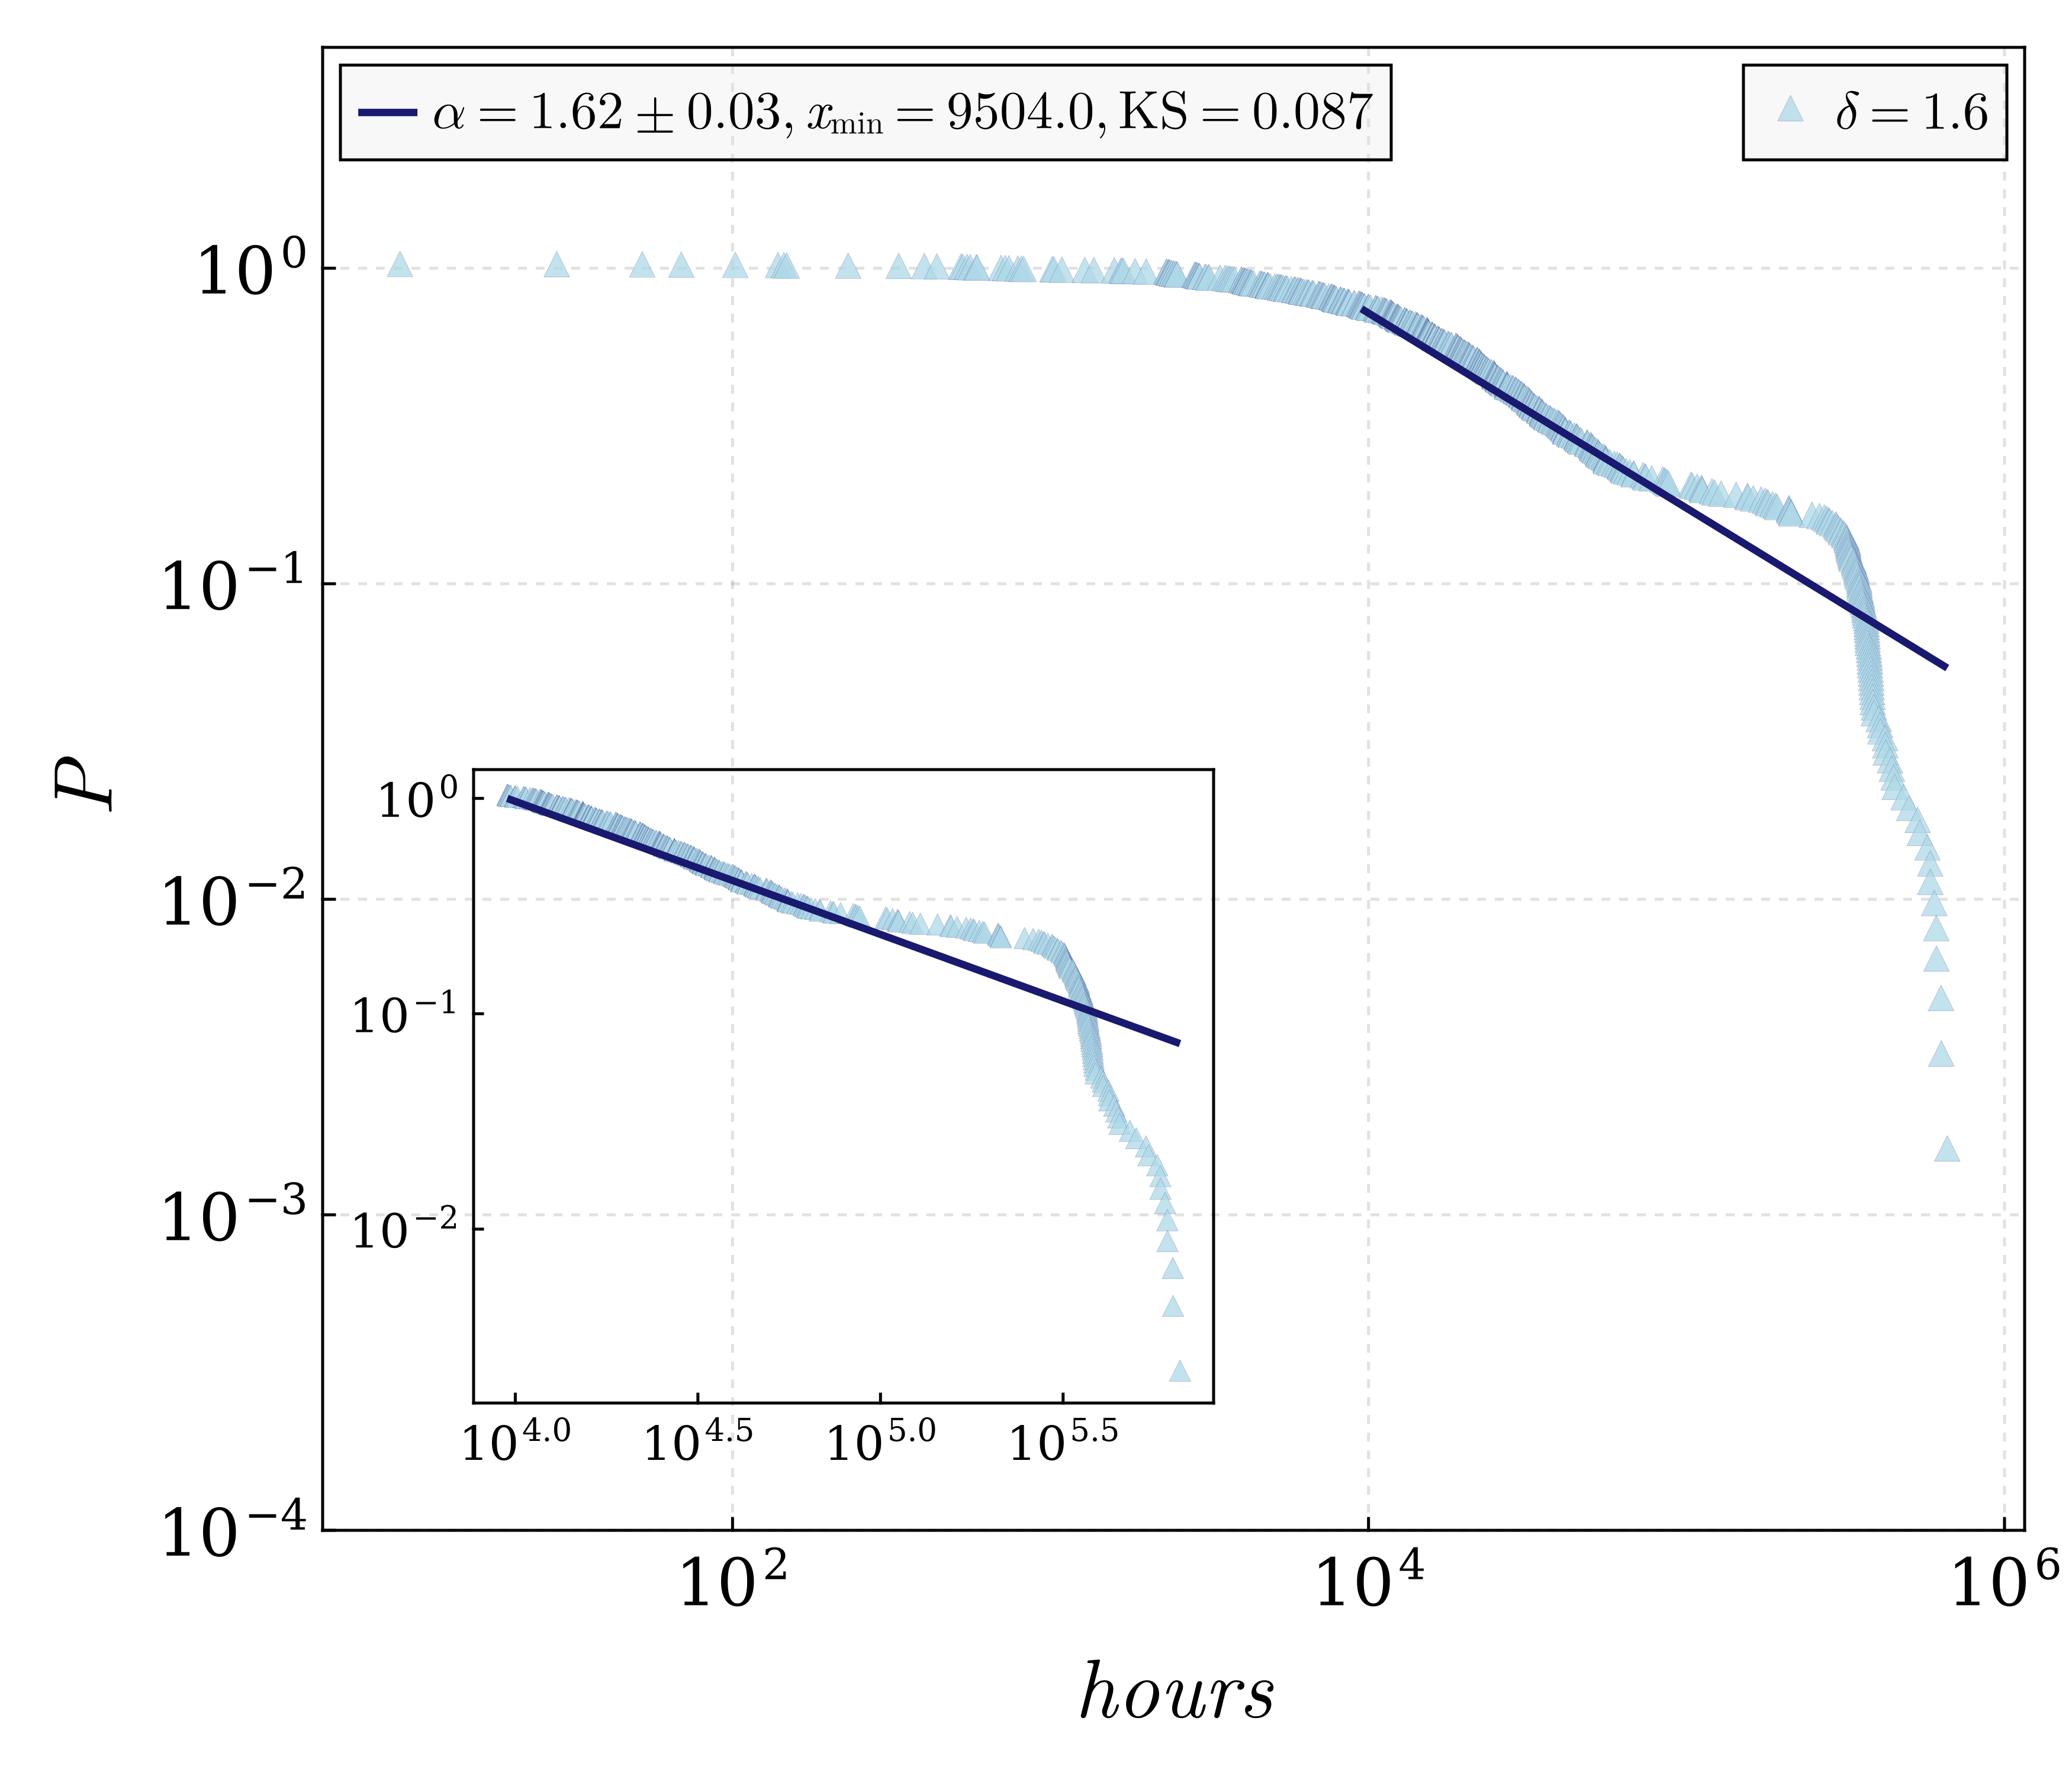 α = 1.62 ± 0.03, x_min = 9504.0, KS = 0.087
δ = 1.6
10^0
10^−1
10^−2
10^−3
10^−4
P
10^0
10^−1
10^−2
10^4.0 10^4.5 10^5.0 10^5.5
10^2 10^4 10^6
hours